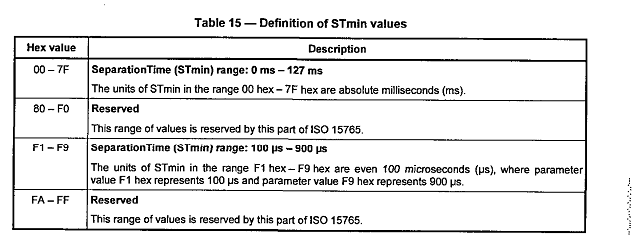 Table 15 — Definition of STmin values
Hex value Description
00 – 7F SeparationTime (STmin) range: 0 ms – 127 ms
The units of STmin in the range 00 hex – 7F hex are absolute milliseconds (ms).
80 – F0 Reserved
This range of values is reserved by this part of ISO 15765.
F1 – F9 SeparationTime (STmin) range: 100 µs – 900 µs
The units of STmin in the range F1 hex – F9 hex are even 100 microseconds (µs), where parameter
value F1 hex represents 100 µs and parameter value F9 hex represents 900 µs.
FA – FF Reserved
This range of values is reserved by this part of ISO 15765.